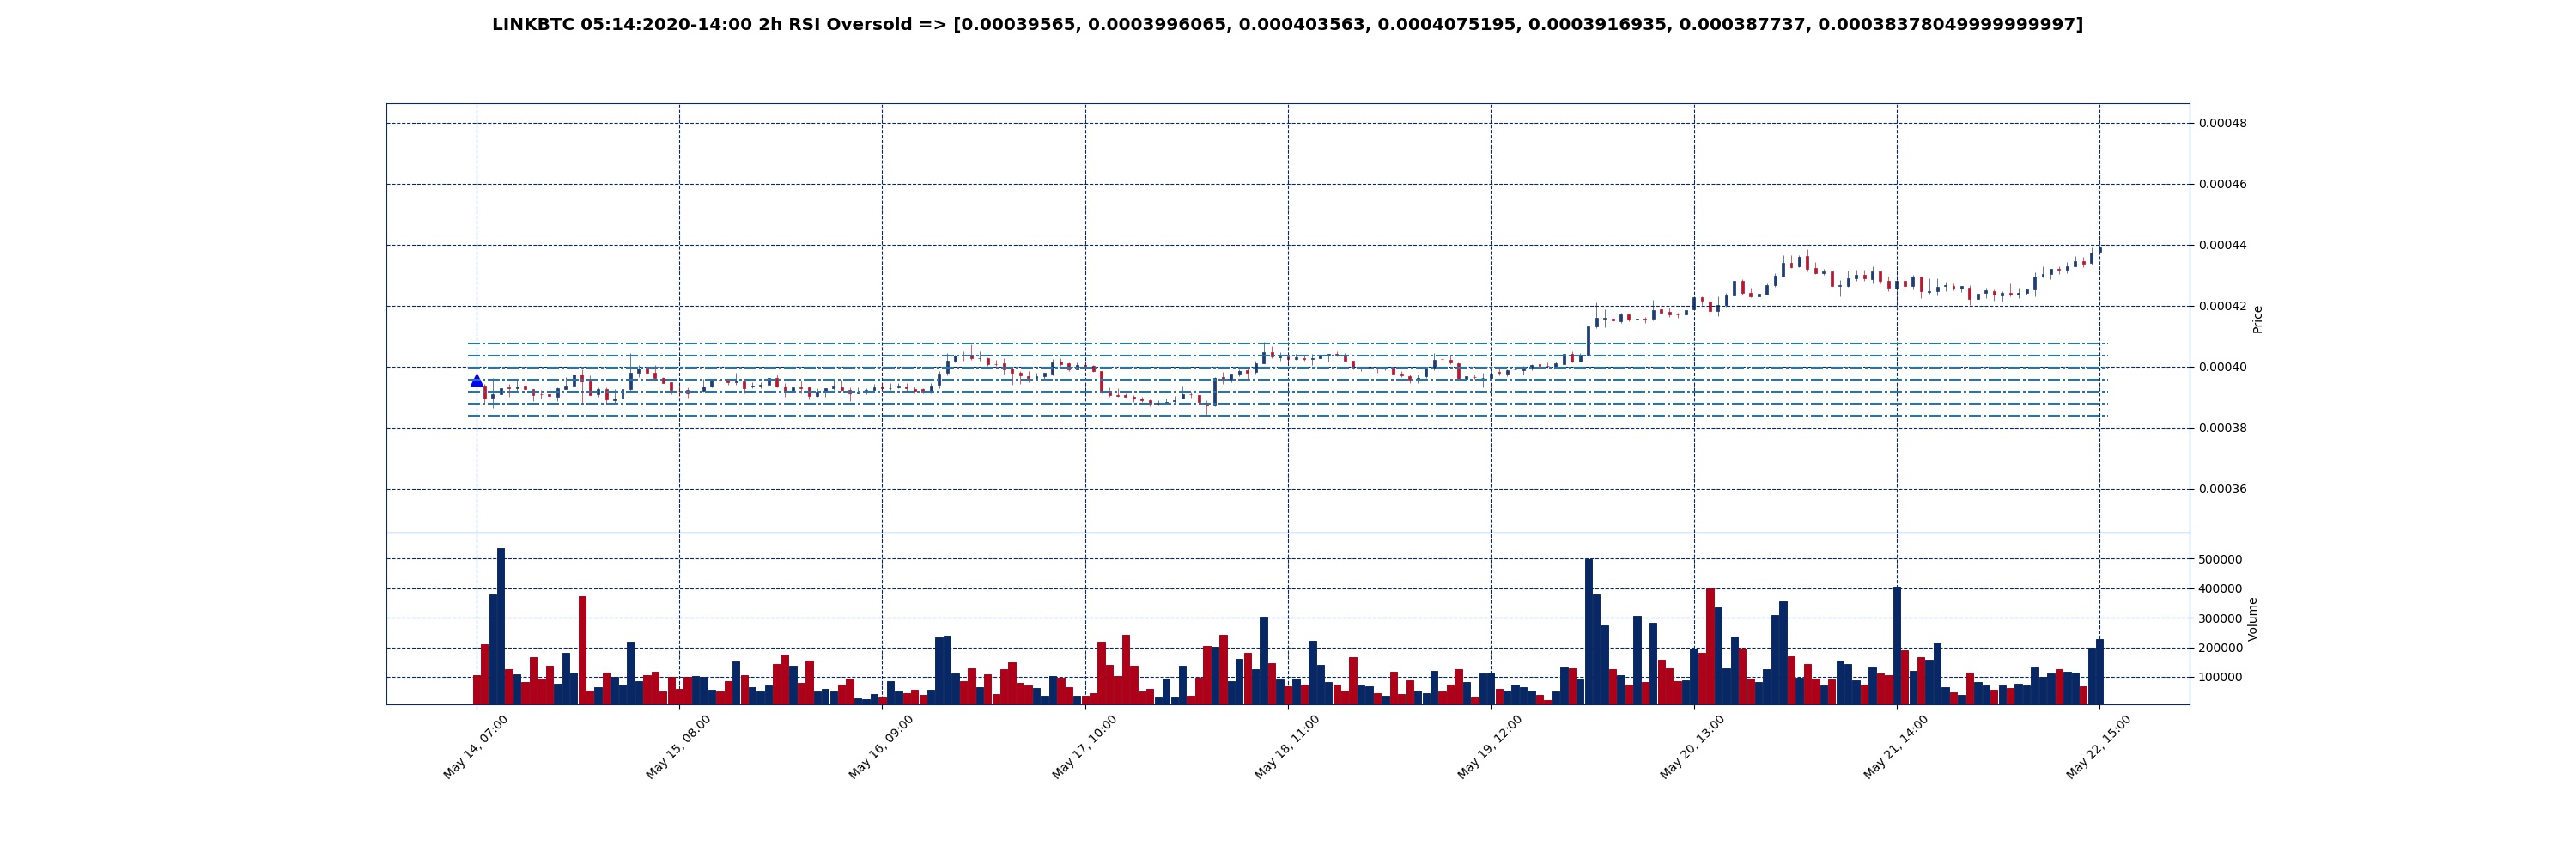 LINKBTC 05:14:2020-14:00 2h RSI Oversold => [0.00039565, 0.0003996065, 0.000403563, 0.0004075195, 0.0003916935, 0.000387737, 0.00038378049999999997]
0.00048
0.00046
0.00044
0.00042
0.00040
0.00038
0.00036
Price
500000
400000
300000
200000
100000
Volume
May 14, 07:00
May 15, 08:00
May 16, 09:00
May 17, 10:00
May 18, 11:00
May 19, 12:00
May 20, 13:00
May 21, 14:00
May 22, 15:00